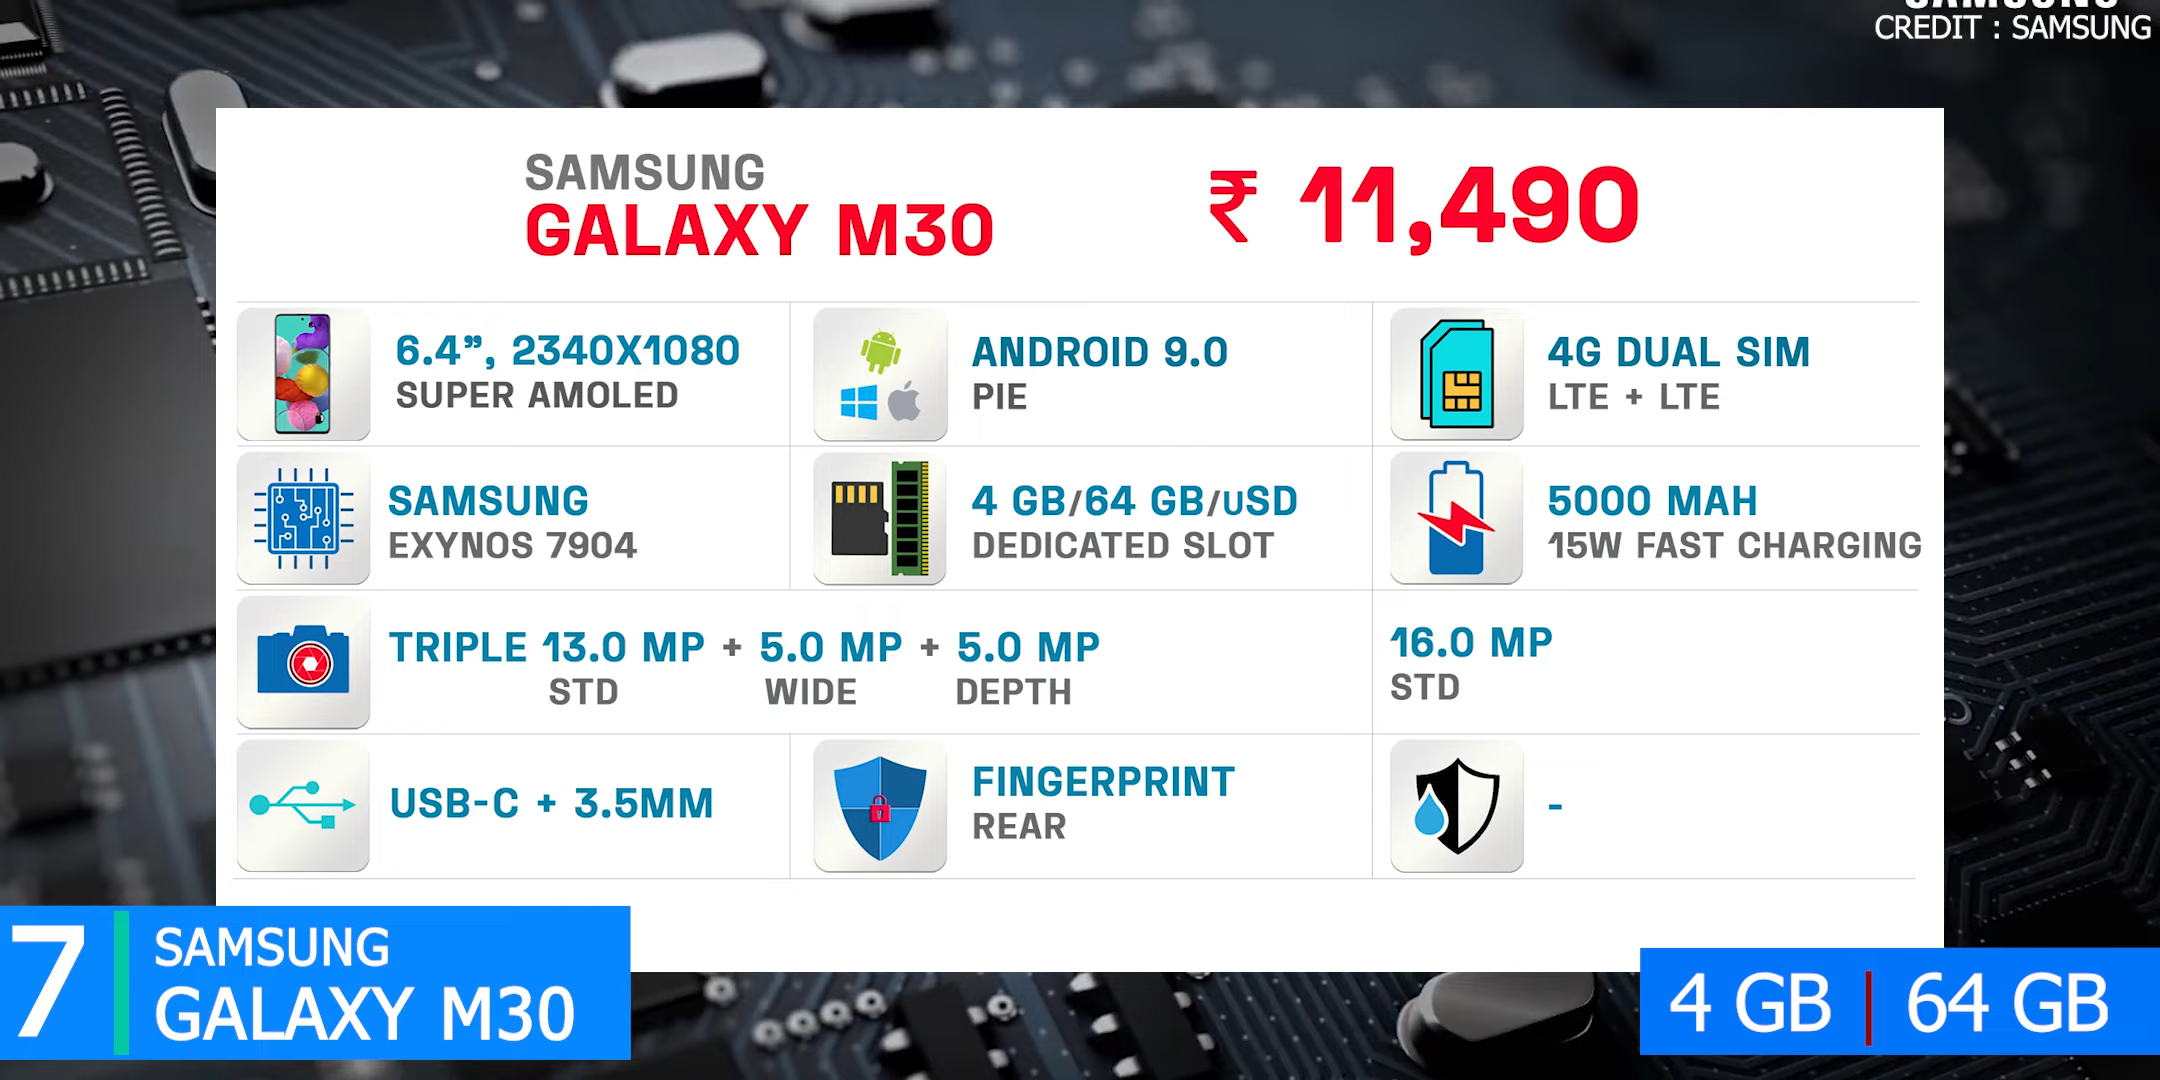 SAMSUNG
CREDIT : SAMSUNG
SAMSUNG
GALAXY M30
₹ 11,490
6.4”, 2340X1080
SUPER AMOLED
ANDROID 9.0
PIE
4G DUAL SIM
LTE + LTE
SAMSUNG
EXYNOS 7904
4 GB/64 GB/uSD
DEDICATED SLOT
5000 MAH
15W FAST CHARGING
TRIPLE 13.0 MP + 5.0 MP + 5.0 MP
STD WIDE DEPTH
16.0 MP
STD
USB-C + 3.5MM
FINGERPRINT
REAR
-
7
SAMSUNG
GALAXY M30
4 GB | 64 GB